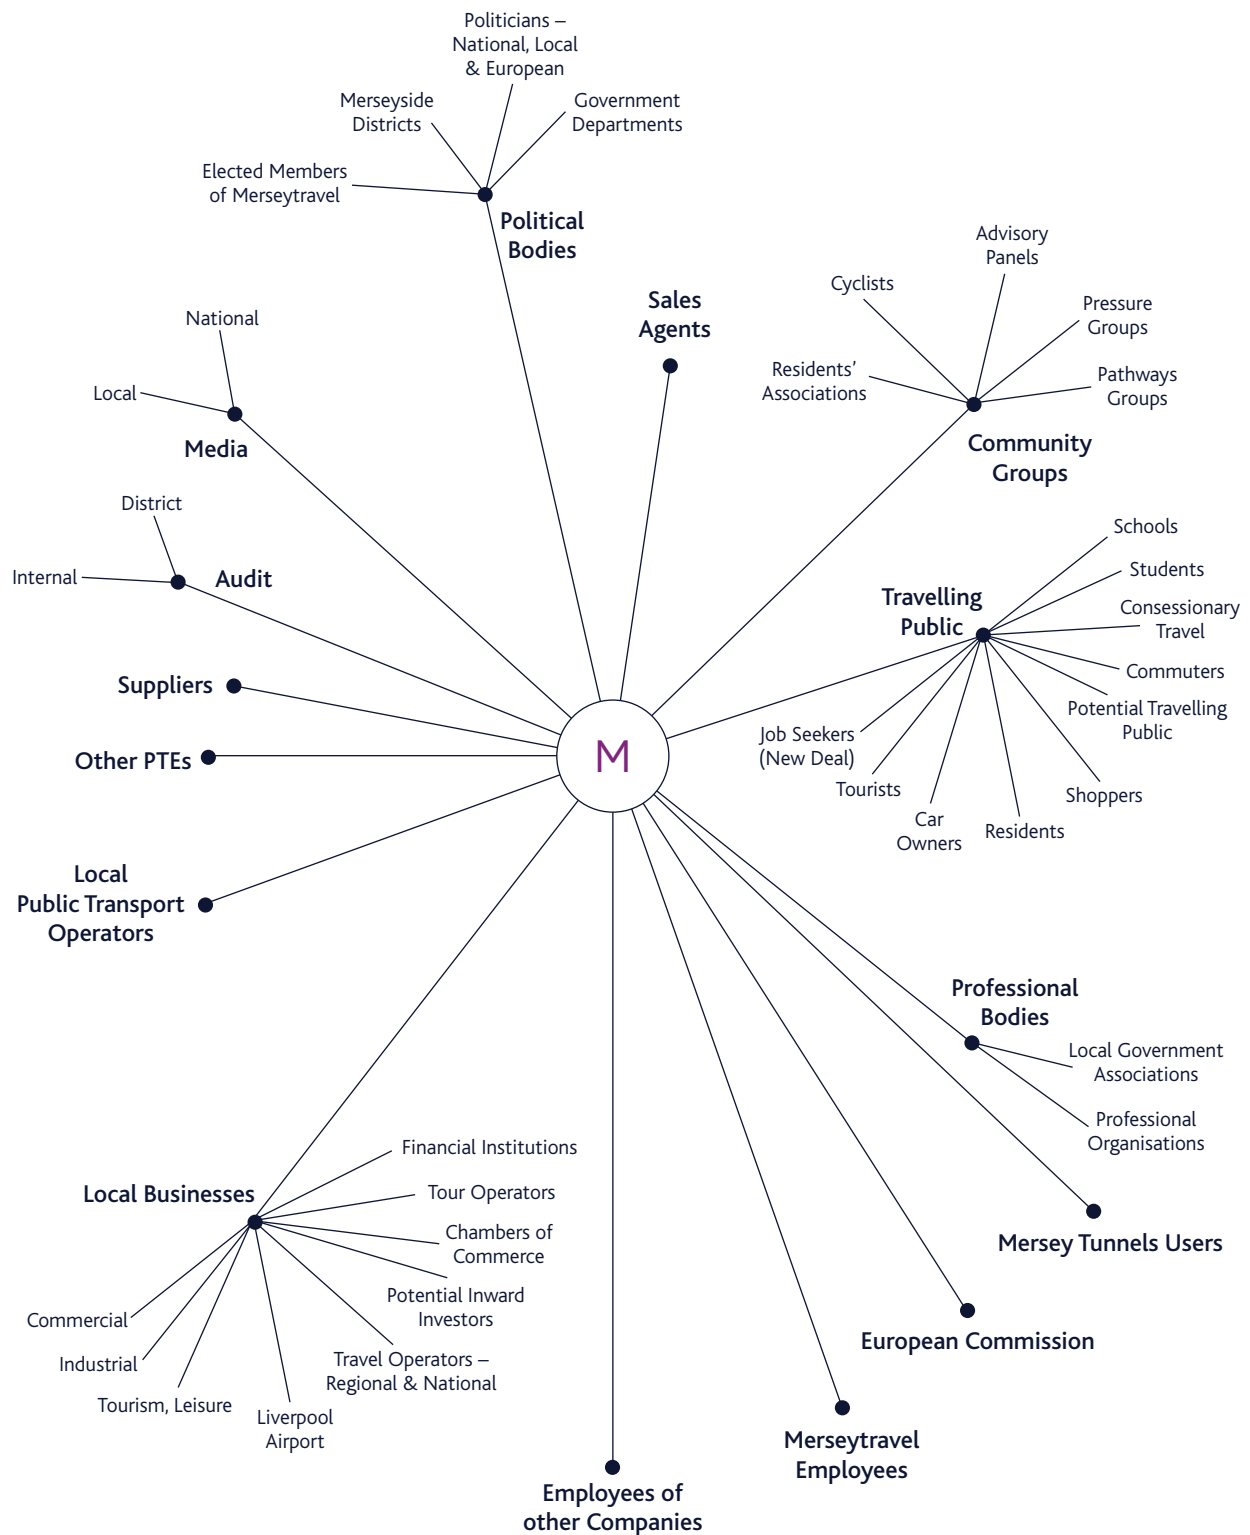 Politicians –
National, Local
& European
Merseyside
Districts
Government
Departments
Elected Members
of Merseytravel
Political
Bodies
Sales
Agents
Advisory
Panels
Cyclists
Pressure
Groups
Residents’
Associations
Pathways
Groups
Community
Groups
National
Local
Media
District
Internal
Audit
Schools
Students
Consessionary
Travel
Travelling
Public
Commuters
Potential Travelling
Public
Job Seekers
(New Deal)
Tourists
Car
Owners
Residents
Shoppers
Suppliers
Other PTEs
M
Local
Public Transport
Operators
Professional
Bodies
Local Government
Associations
Professional
Organisations
Mersey Tunnels Users
European Commission
Merseytravel
Employees
Employees of
other Companies
Local Businesses
Financial Institutions
Tour Operators
Chambers of
Commerce
Potential Inward
Investors
Travel Operators –
Regional & National
Liverpool
Airport
Tourism, Leisure
Industrial
Commercial